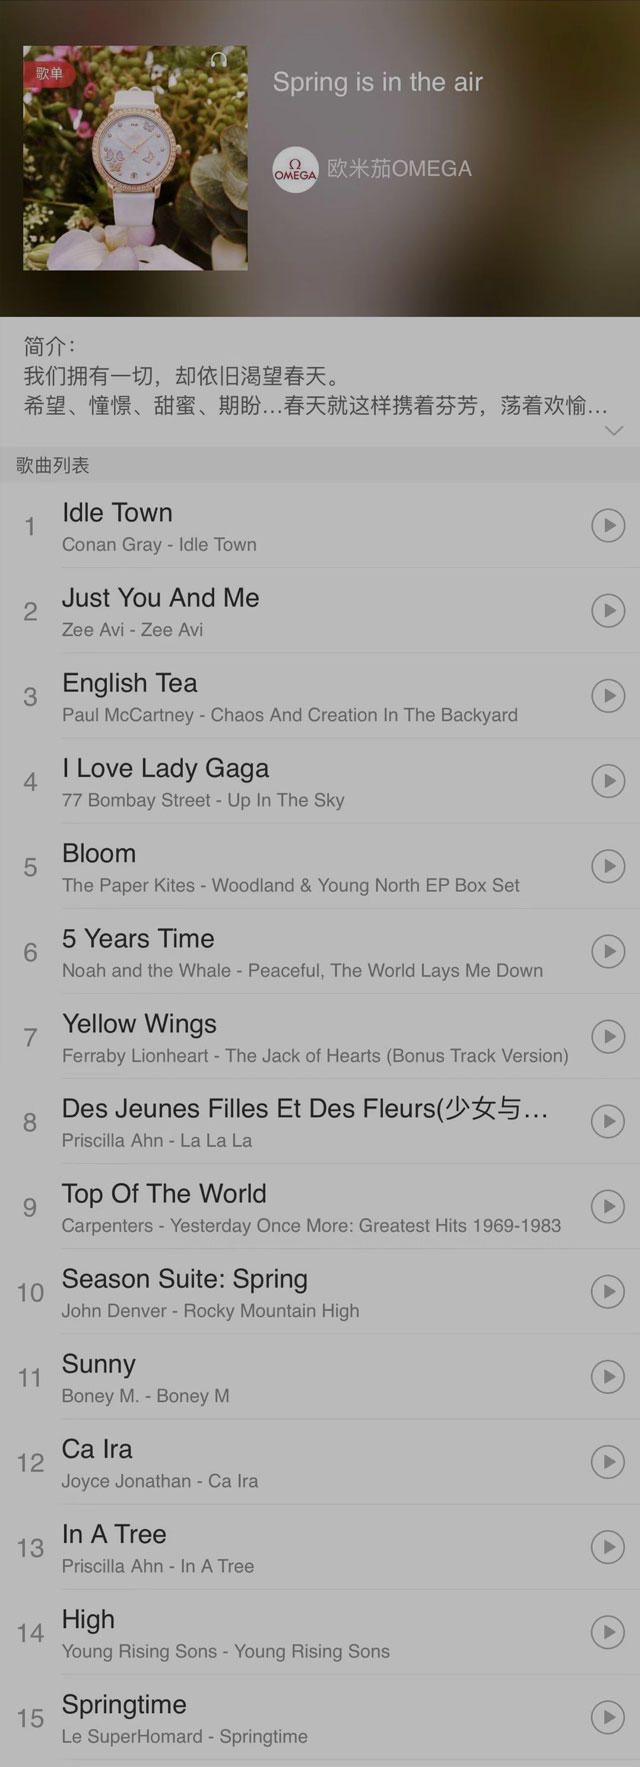 歌单
Spring is in the air
Ω
OMEGA
欧米茄OMEGA
简介：
我们拥有一切，却依旧渴望春天。
希望、憧憬、甜蜜、期盼...春天就这样携着芬芳，荡着欢愉...
歌曲列表
1
Idle Town
Conan Gray - Idle Town
2
Just You And Me
Zee Avi - Zee Avi
3
English Tea
Paul McCartney - Chaos And Creation In The Backyard
4
I Love Lady Gaga
77 Bombay Street - Up In The Sky
5
Bloom
The Paper Kites - Woodland & Young North EP Box Set
6
5 Years Time
Noah and the Whale - Peaceful, The World Lays Me Down
7
Yellow Wings
Ferraby Lionheart - The Jack of Hearts (Bonus Track Version)
8
Des Jeunes Filles Et Des Fleurs(少女与...
Priscilla Ahn - La La La
9
Top Of The World
Carpenters - Yesterday Once More: Greatest Hits 1969-1983
10
Season Suite: Spring
John Denver - Rocky Mountain High
11
Sunny
Boney M. - Boney M
12
Ca Ira
Joyce Jonathan - Ca Ira
13
In A Tree
Priscilla Ahn - In A Tree
14
High
Young Rising Sons - Young Rising Sons
15
Springtime
Le SuperHomard - Springtime